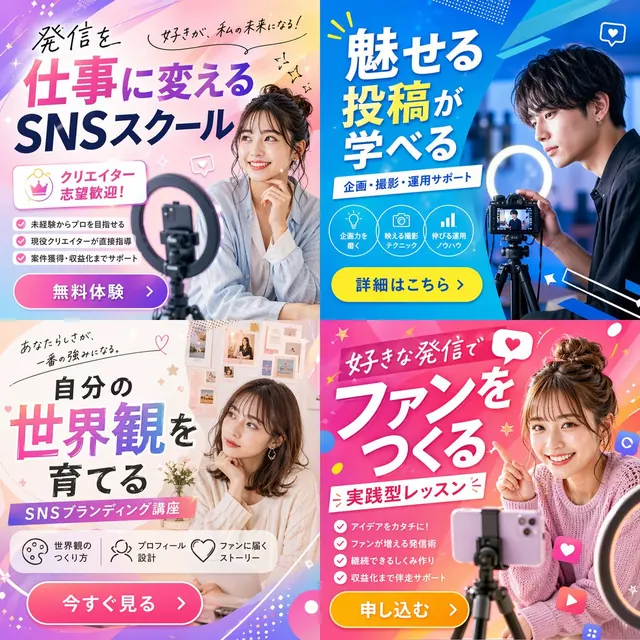 発信を
好きが、私の未来になる!
仕事に変える
SNSスクール
クリエイター
志望歓迎!
未経験からプロを目指せる
現役クリエイターが直接指導
案件獲得・収益化までサポート
無料体験
魅せる
投稿が
学べる
企画・撮影・運用サポート
企画力を
磨く
映える撮影
テクニック
伸びる運用
ノウハウ
詳細はこちら
あなたらしさが、
一番の強みになる。
自分の
世界観を
育てる
SNSブランディング講座
世界観の
つくり方
プロフィール
設計
ファンに届く
ストーリー
今すぐ見る
好きな発信で
ファンを
つくる
実践型レッスン
アイデアをカタチに!
ファンが増える発信術
継続できるしくみ作り
収益化まで伴走サポート
申し込む